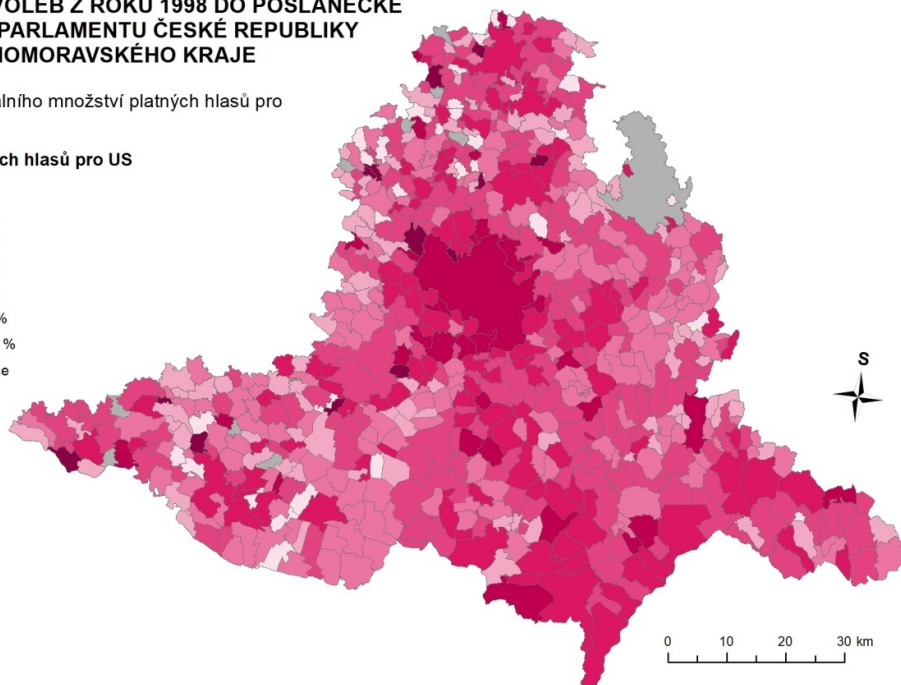 VOLEB Z ROKU 1998 DO POSLANECKÉ
PARLAMENTU ČESKÉ REPUBLIKY
OMORAVSKÉHO KRAJE
álního množství platných hlasů pro
ch hlasů pro US
%
%
e
S
0 10 20 30 km